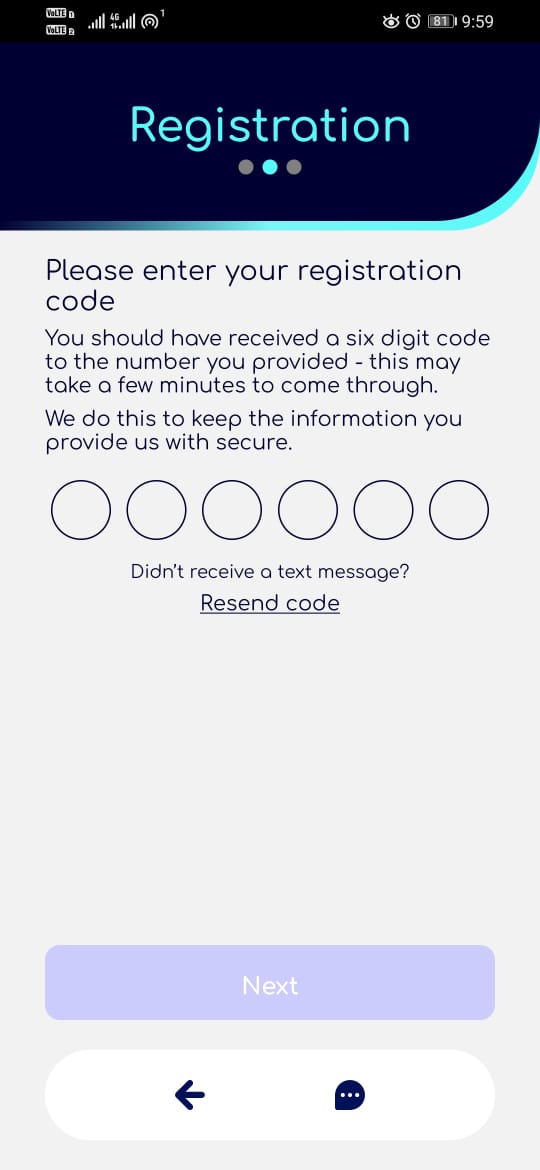 VoLTE 1
VoLTE 2
4G
1
81
9:59
Registration
Please enter your registration
code
You should have received a six digit code
to the number you provided - this may
take a few minutes to come through.
We do this to keep the information you
provide us with secure.
Didn't receive a text message?
Resend code
Next